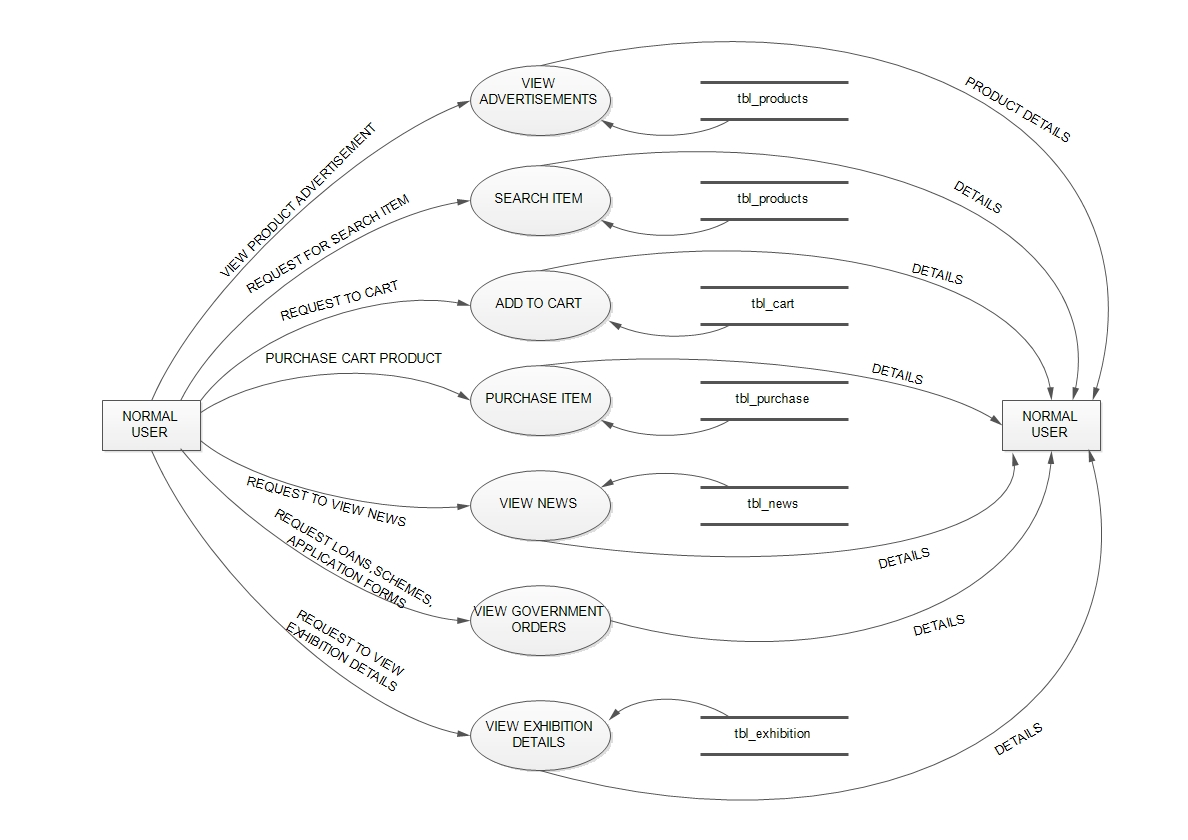 VIEW
ADVERTISEMENTS
tbl_products
PRODUCT DETAILS
VIEW PRODUCT ADVERTISEMENT
SEARCH ITEM
tbl_products
DETAILS
REQUEST FOR SEARCH ITEM
ADD TO CART
tbl_cart
DETAILS
REQUEST TO CART
PURCHASE CART PRODUCT
PURCHASE ITEM
tbl_purchase
DETAILS
NORMAL
USER
NORMAL
USER
REQUEST TO VIEW NEWS
VIEW NEWS
tbl_news
DETAILS
REQUEST LOANS,SCHEMES,
APPLICATION FORMS
VIEW GOVERNMENT
ORDERS
DETAILS
REQUEST TO VIEW
EXHIBITION DETAILS
VIEW EXHIBITION
DETAILS
tbl_exhibition
DETAILS